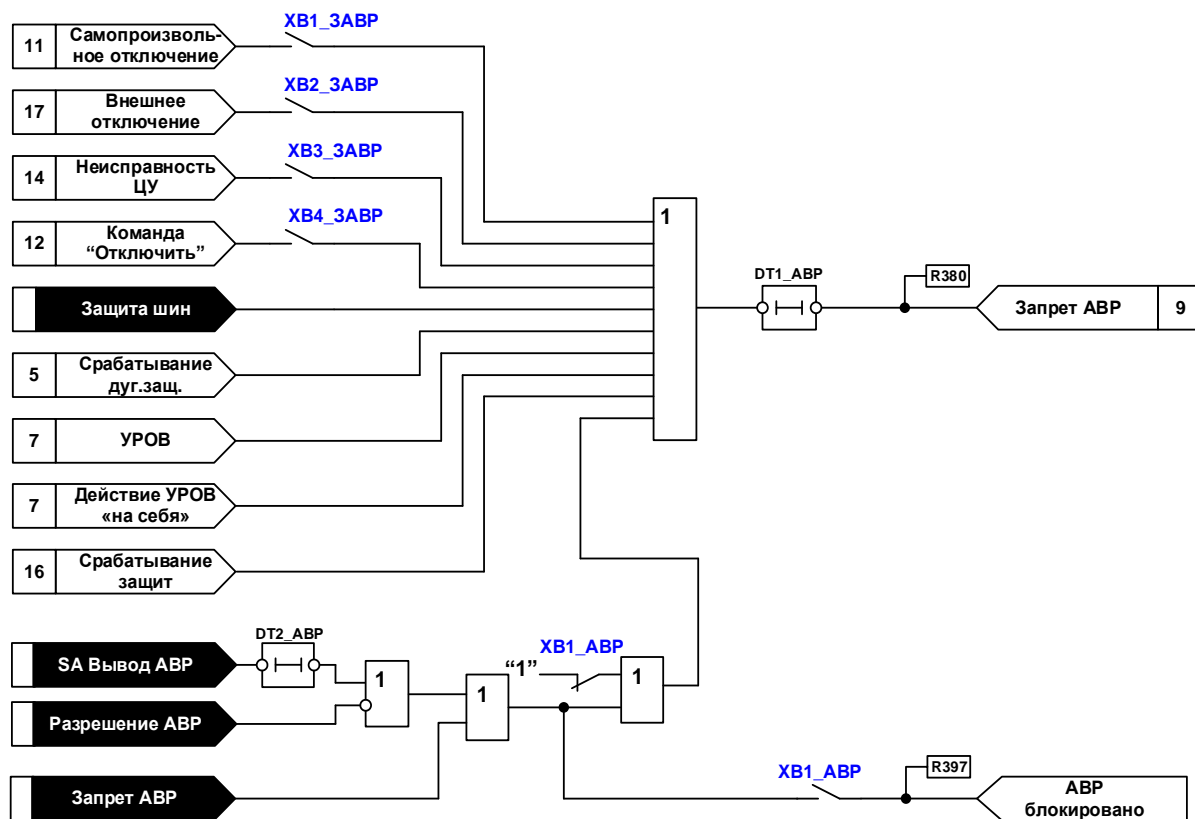 XB1_ЗАВР
11
Самопроизволь-
ное отключение
XB2_ЗАВР
17
Внешнее
отключение
XB3_ЗАВР
14
Неисправность
ЦУ
XB4_ЗАВР
12
Команда
“Отключить”
1
DT1_АВР
R380
Защита шин
Запрет АВР
9
5
Срабатывание
дуг.защ.
7
УРОВ
7
Действие УРОВ
«на себя»
16
Срабатывание
защит
DT2_АВР
SA Вывод АВР
XB1_АВР
“1”
1
1
1
Разрешение АВР
XB1_АВР
R397
Запрет АВР
АВР
блокировано